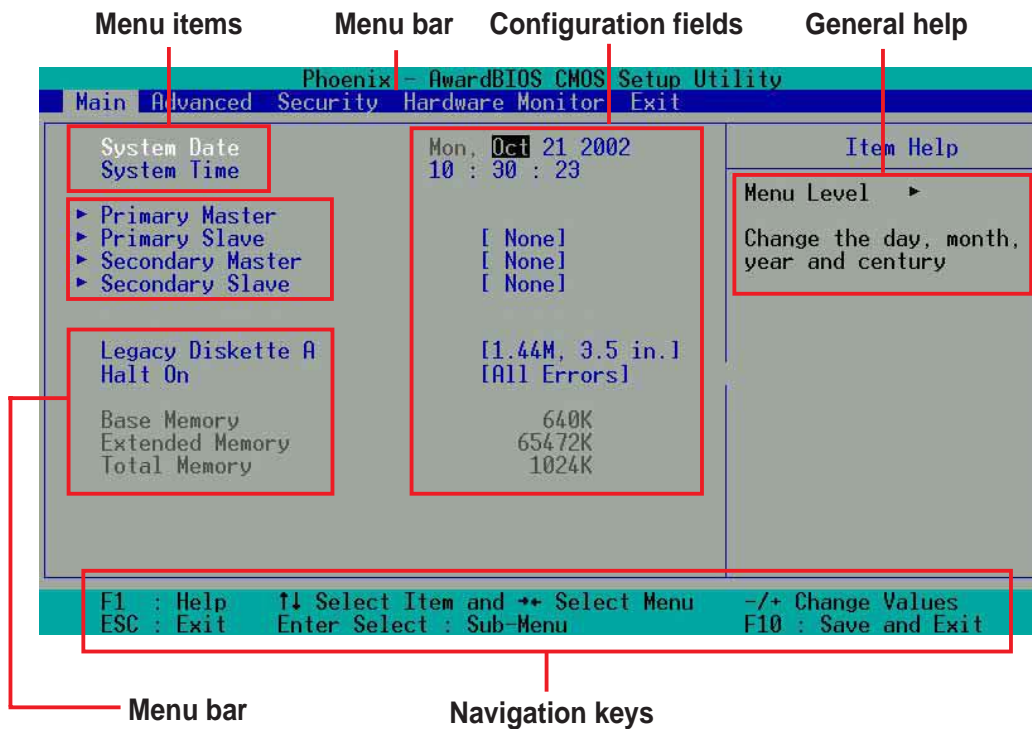 Menu items Menu bar Configuration fields General help
Phoenix - AwardBIOS CMOS Setup Utility
Main Advanced Security Hardware Monitor Exit
System Date Mon, Oct 21 2002
System Time 10 : 30 : 23
Item Help
Menu Level ►
Change the day, month,
year and century
► Primary Master
► Primary Slave [ None]
► Secondary Master [ None]
► Secondary Slave [ None]
Legacy Diskette A [1.44M, 3.5 in.]
Halt On [All Errors]
Base Memory 640K
Extended Memory 65472K
Total Memory 1024K
F1 : Help ↑↓ Select Item and →← Select Menu -/+ Change Values
ESC : Exit Enter Select : Sub-Menu F10 : Save and Exit
Menu bar Navigation keys